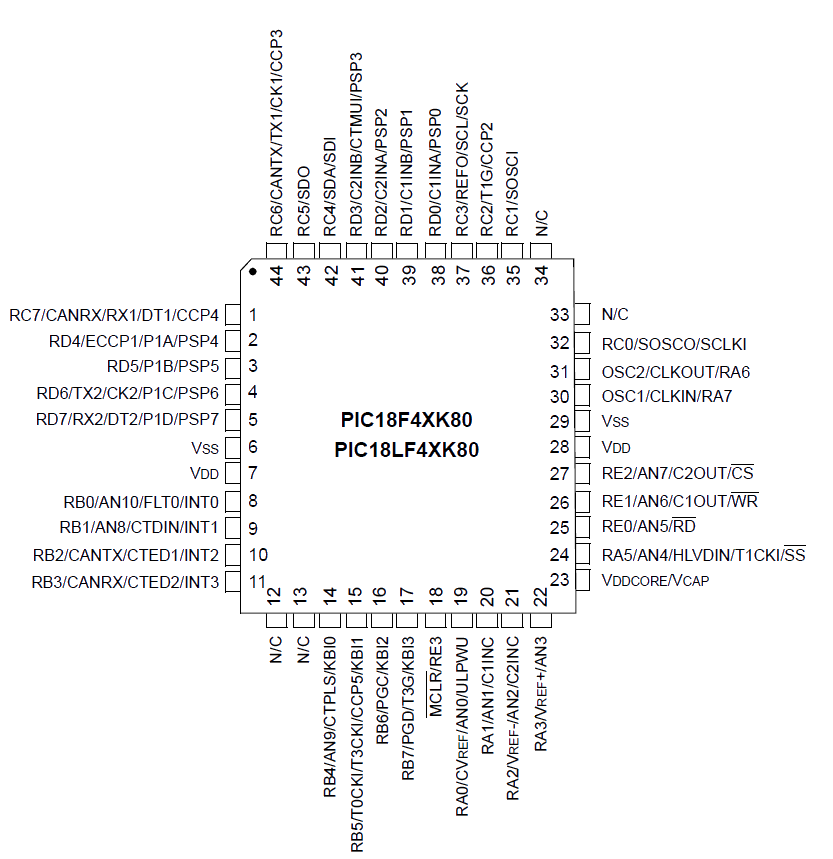 RC6/CANTX/TX1/CK1/CCP3
RC5/SDO
RC4/SDA/SDI
RD3/C2INB/CTMUI/PSP3
RD2/C2INA/PSP2
RD1/C1INB/PSP1
RD0/C1INA/PSP0
RC3/REFO/SCL/SCK
RC2/T1G/CCP2
RC1/SOSCI
N/C
44 43 42 41 40 39 38 37 36 35 34
RC7/CANRX/RX1/DT1/CCP4 1
RD4/ECCP1/P1A/PSP4 2
RD5/P1B/PSP5 3
RD6/TX2/CK2/P1C/PSP6 4
RD7/RX2/DT2/P1D/PSP7 5
VSS 6
VDD 7
RB0/AN10/FLT0/INT0 8
RB1/AN8/CTDIN/INT1 9
RB2/CANTX/CTED1/INT2 10
RB3/CANRX/CTED2/INT3 11
PIC18F4XK80
PIC18LF4XK80
33 N/C
32 RC0/SOSCO/SCLKI
31 OSC2/CLKOUT/RA6
30 OSC1/CLKIN/RA7
29 VSS
28 VDD
27 RE2/AN7/C2OUT/CS
26 RE1/AN6/C1OUT/WR
25 RE0/AN5/RD
24 RA5/AN4/HLVDIN/T1CKI/SS
23 VDDCORE/VCAP
12 13 14 15 16 17 18 19 20 21 22
N/C
N/C
RB4/AN9/CTPLS/KBI0
RB5/T0CKI/T3CKI/CCP5/KBI1
RB6/PGC/KBI2
RB7/PGD/T3G/KBI3
MCLR/RE3
RA0/CVREF/AN0/ULPWU
RA1/AN1/C1INC
RA2/VREF-/AN2/C2INC
RA3/VREF+/AN3